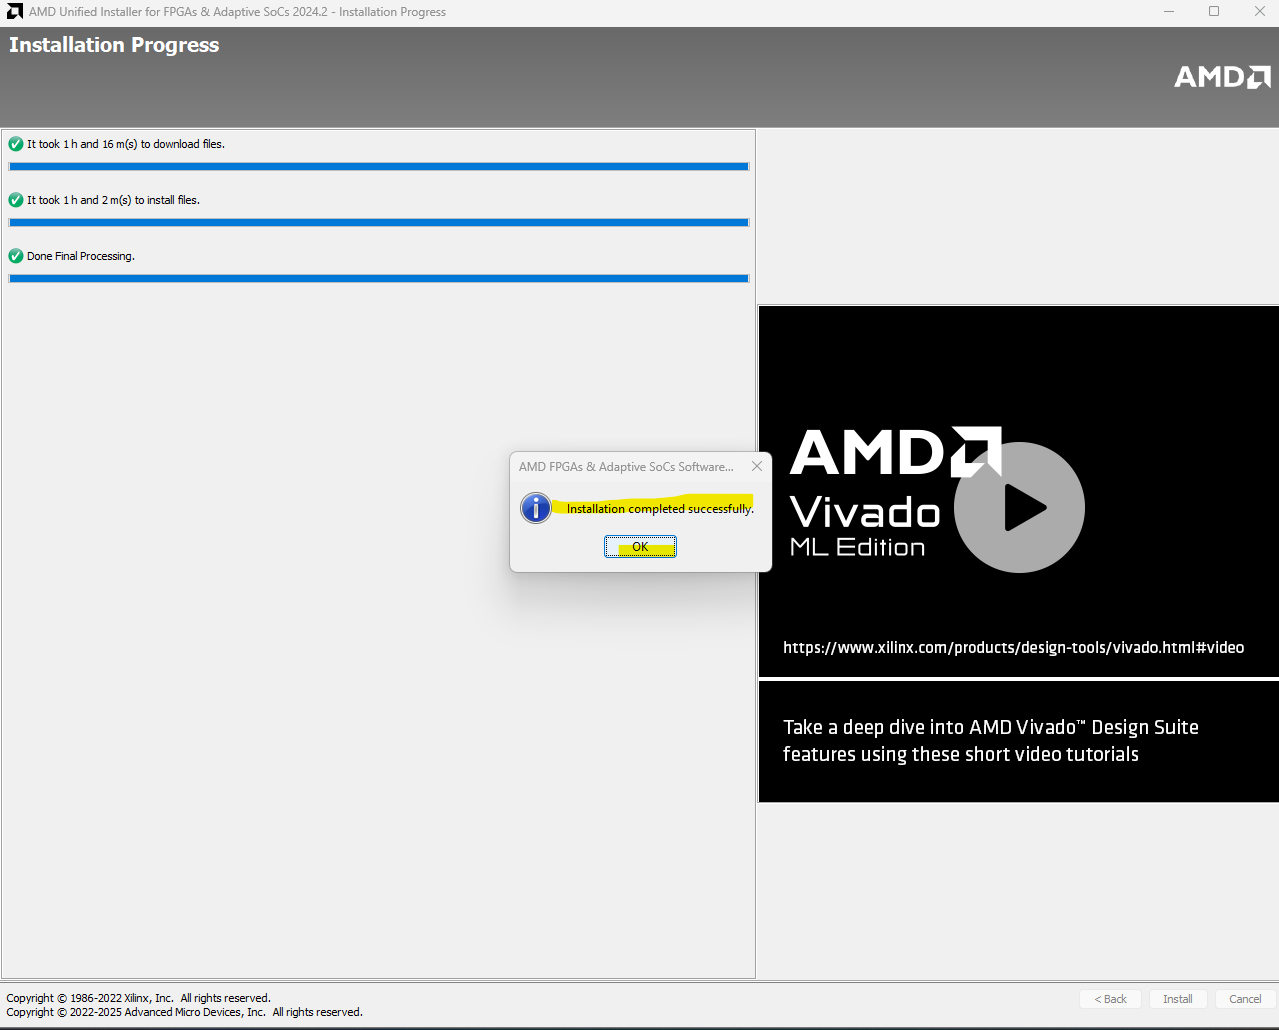 AMD Unified Installer for FPGAs & Adaptive SoCs 2024.2 - Installation Progress
Installation Progress
AMD
It took 1 h and 16 m(s) to download files.
It took 1 h and 2 m(s) to install files.
Done Final Processing.
AMD FPGAs & Adaptive SoCs Software...
Installation completed successfully.
OK
AMD
Vivado
ML Edition
https://www.xilinx.com/products/design-tools/vivado.html#video
Take a deep dive into AMD Vivado™ Design Suite
features using these short video tutorials
Copyright © 1986-2022 Xilinx, Inc. All rights reserved.
Copyright © 2022-2025 Advanced Micro Devices, Inc. All rights reserved.
< Back Install Cancel